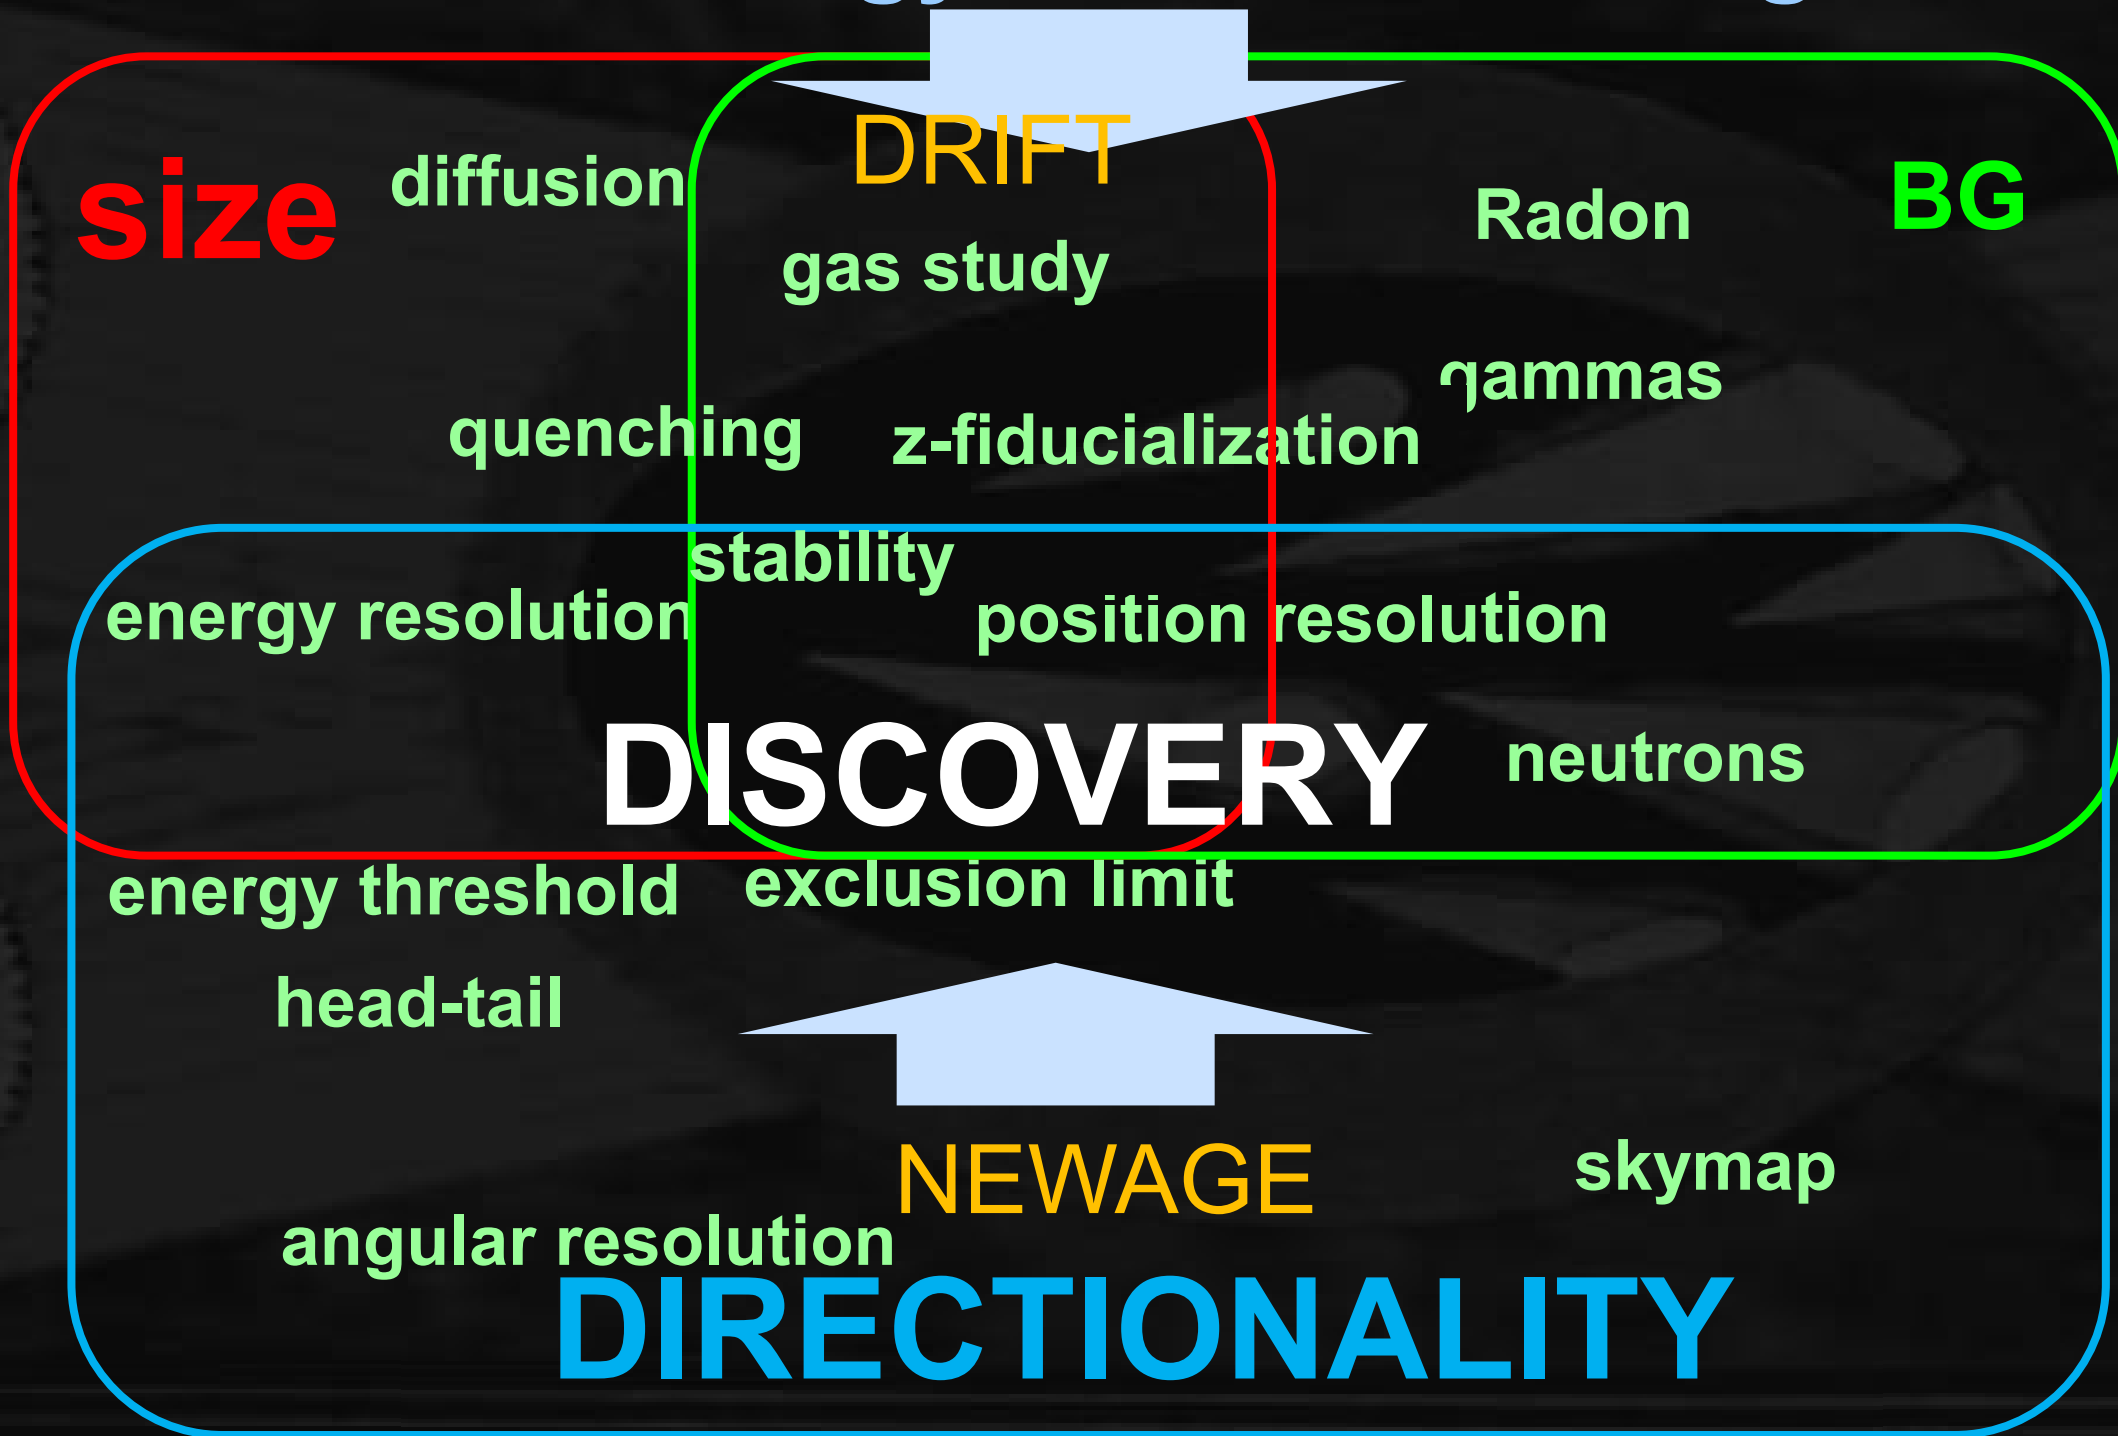 DRIFT
size
diffusion
Radon
BG
gas study
gammas
quenching
z-fiducialization
stability
energy resolution
position resolution
DISCOVERY
neutrons
energy threshold
exclusion limit
head-tail
NEWAGE
skymap
angular resolution
DIRECTIONALITY